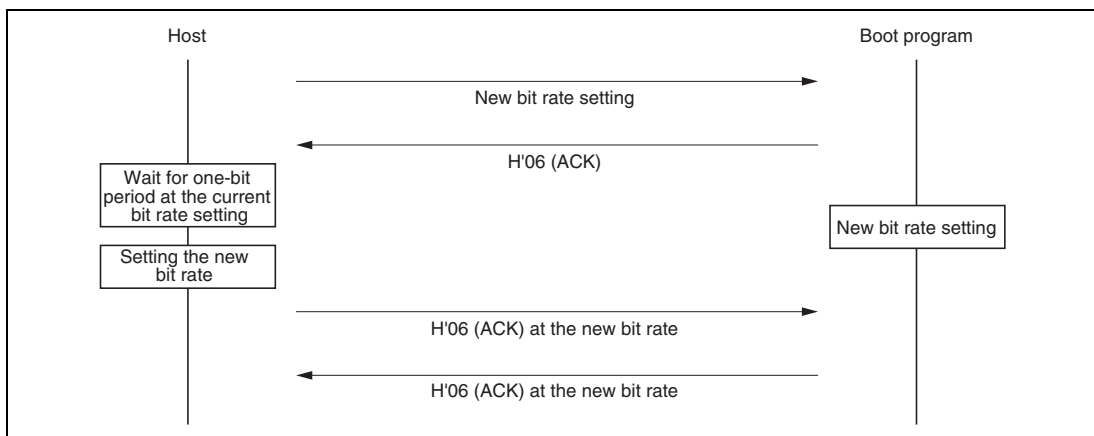 Host
Boot program
New bit rate setting
H'06 (ACK)
Wait for one-bit
period at the current
bit rate setting
New bit rate setting
Setting the new
bit rate
H'06 (ACK) at the new bit rate
H'06 (ACK) at the new bit rate